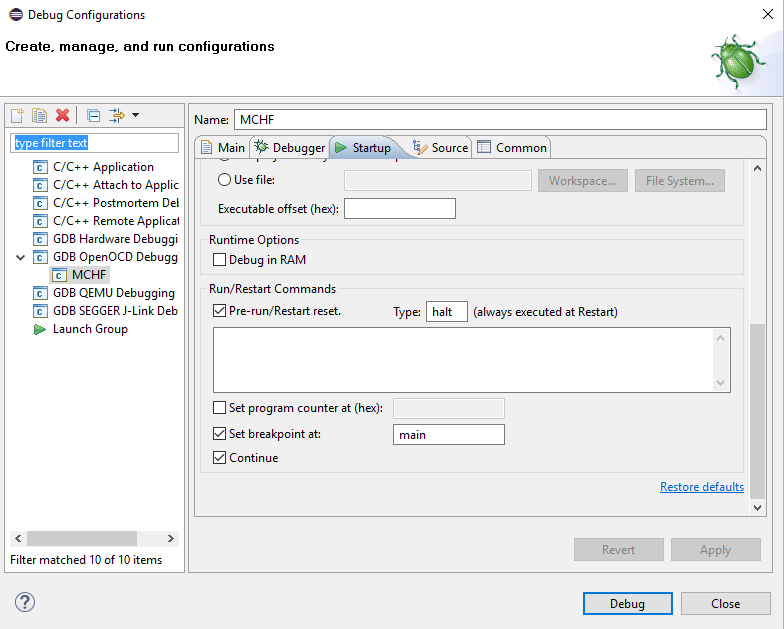 Debug Configurations
Create, manage, and run configurations
type filter text
C/C++ Application
C/C++ Attach to Applic
C/C++ Postmortem Del
C/C++ Remote Applicat
GDB Hardware Debuggi
GDB OpenOCD Debugg
MCHF
GDB QEMU Debugging
GDB SEGGER J-Link Deb
Launch Group
Filter matched 10 of 10 items
Name: MCHF
Main Debugger Startup Source Common
Use file: Workspace... File System...
Executable offset (hex):
Runtime Options
Debug in RAM
Run/Restart Commands
Pre-run/Restart reset. Type: halt (always executed at Restart)
Set program counter at (hex):
Set breakpoint at: main
Continue
Restore defaults
Revert Apply
? Debug Close